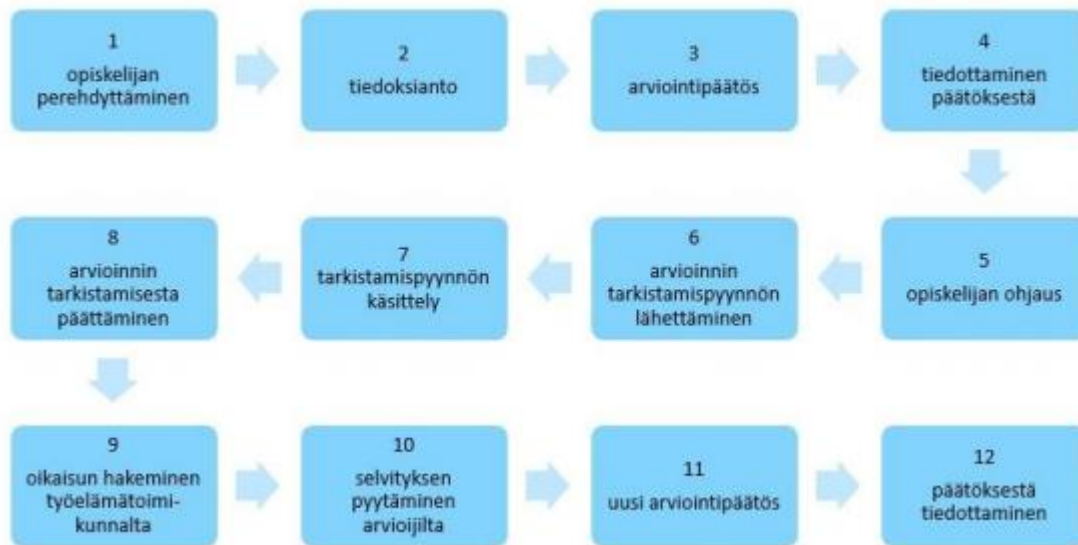 1
opiskelijan
perehdyttäminen
2
tiedoksianto
3
arviointipäätös
4
tiedottaminen
päätöksestä
5
opiskelijan ohjaus
6
arvioinnin
tarkistamispyynnön
lähettäminen
7
tarkistamispyynnön
käsittely
8
arvioinnin
tarkistamisesta
päättäminen
9
oikaisun hakeminen
työelämätoimi-
kunnalta
10
selvityksen
pyytäminen
arvioijilta
11
uusi arviointipäätös
12
päätöksestä
tiedottaminen